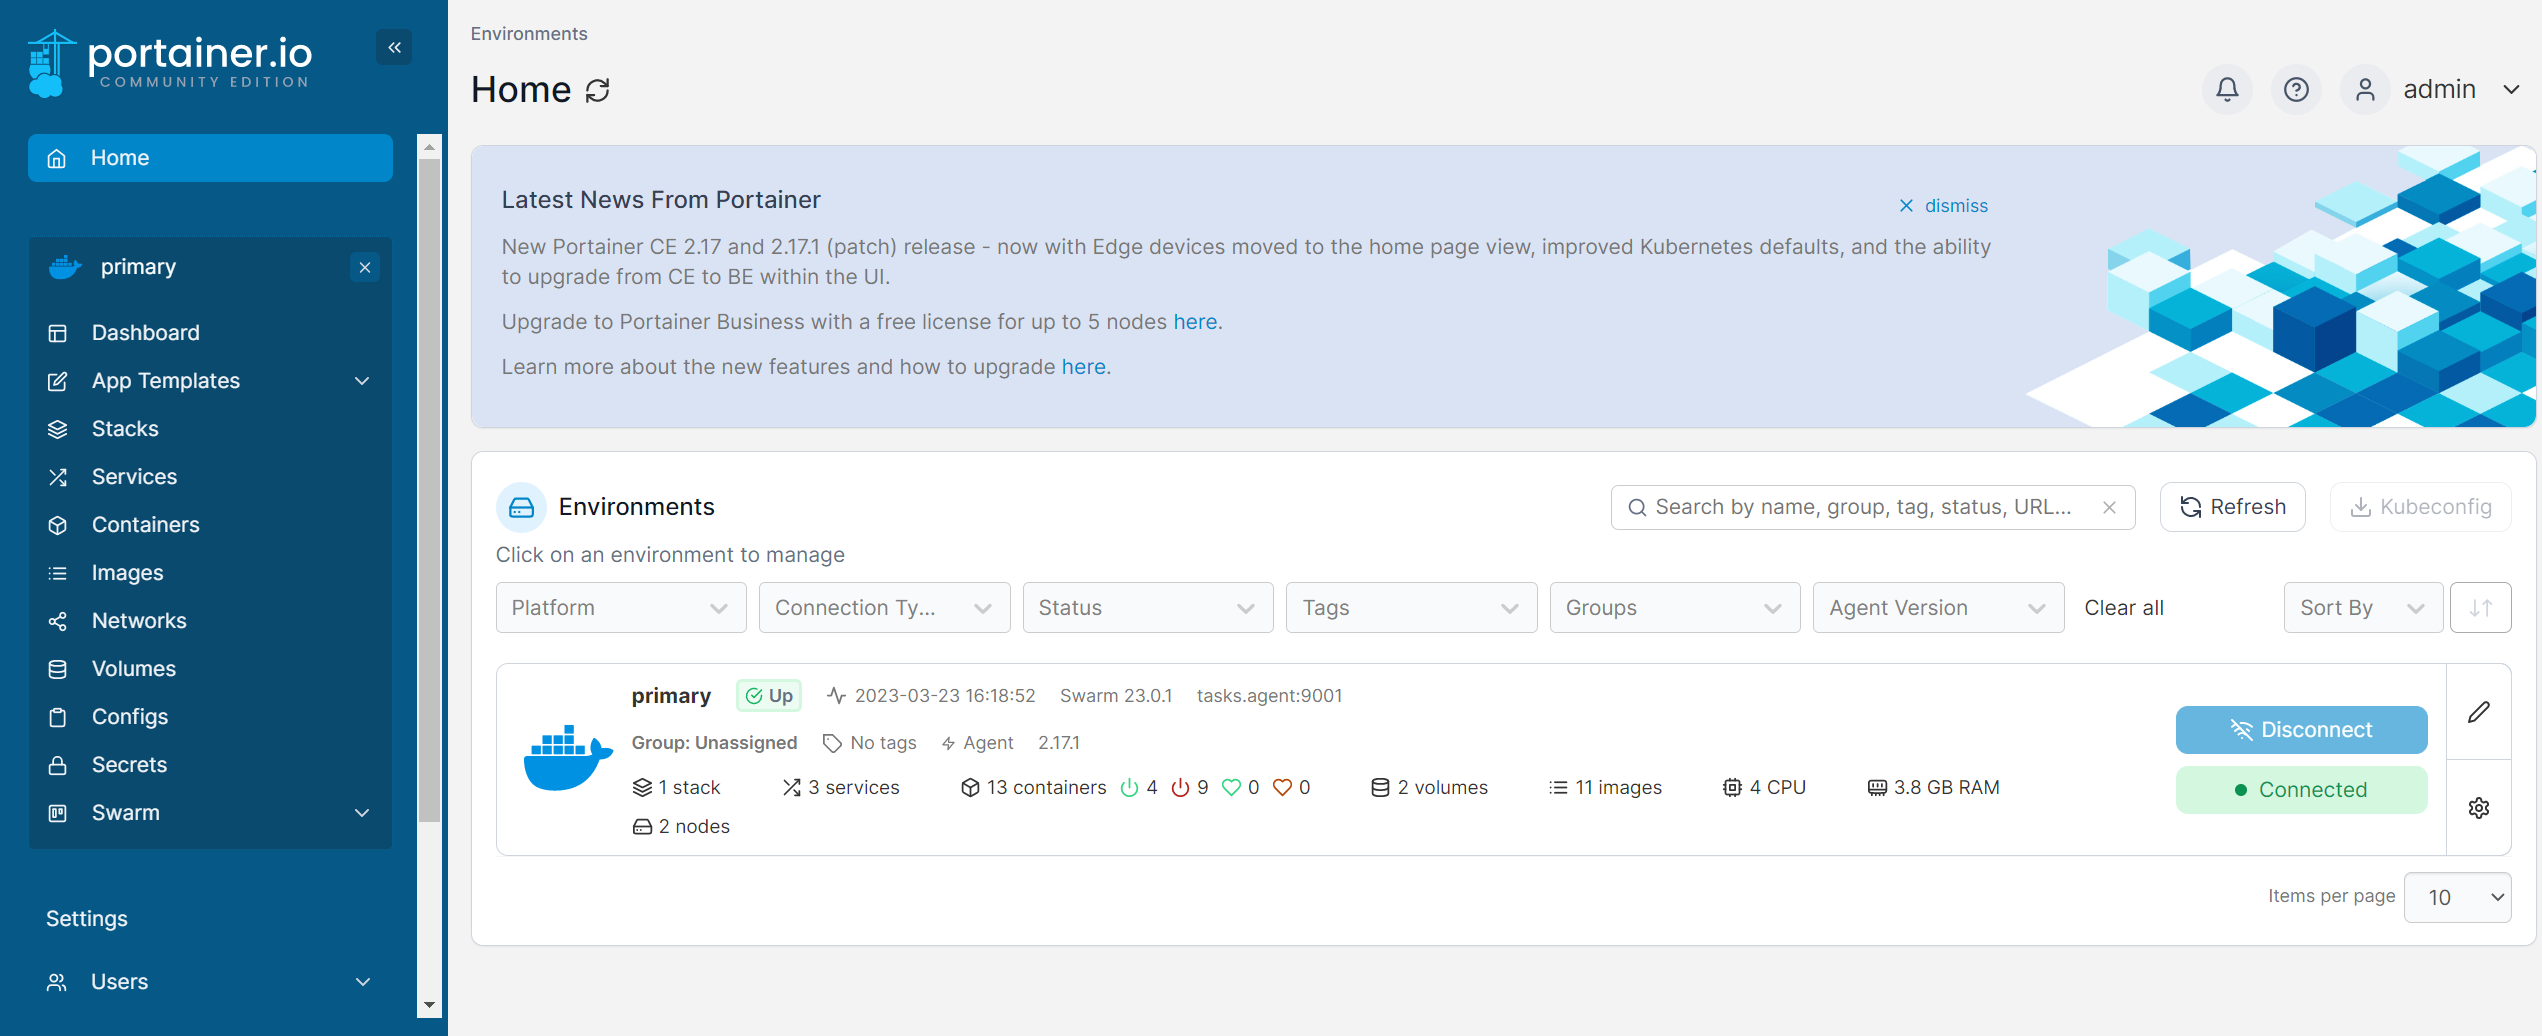 portainer.io
COMMUNITY EDITION
Home
primary
Dashboard
App Templates
Stacks
Services
Containers
Images
Networks
Volumes
Configs
Secrets
Swarm
Settings
Users
Environments
Home
admin
Latest News From Portainer
dismiss
New Portainer CE 2.17 and 2.17.1 (patch) release - now with Edge devices moved to the home page view, improved Kubernetes defaults, and the ability
to upgrade from CE to BE within the UI.
Upgrade to Portainer Business with a free license for up to 5 nodes here.
Learn more about the new features and how to upgrade here.
Environments
Search by name, group, tag, status, URL...
Refresh
Kubeconfig
Click on an environment to manage
Platform
Connection Ty...
Status
Tags
Groups
Agent Version
Clear all
Sort By
primary Up 2023-03-23 16:18:52 Swarm 23.0.1 tasks.agent:9001
Group: Unassigned No tags Agent 2.17.1
1 stack 3 services 13 containers 4 9 0 0 2 volumes 11 images 4 CPU 3.8 GB RAM
2 nodes
Disconnect
Connected
Items per page 10